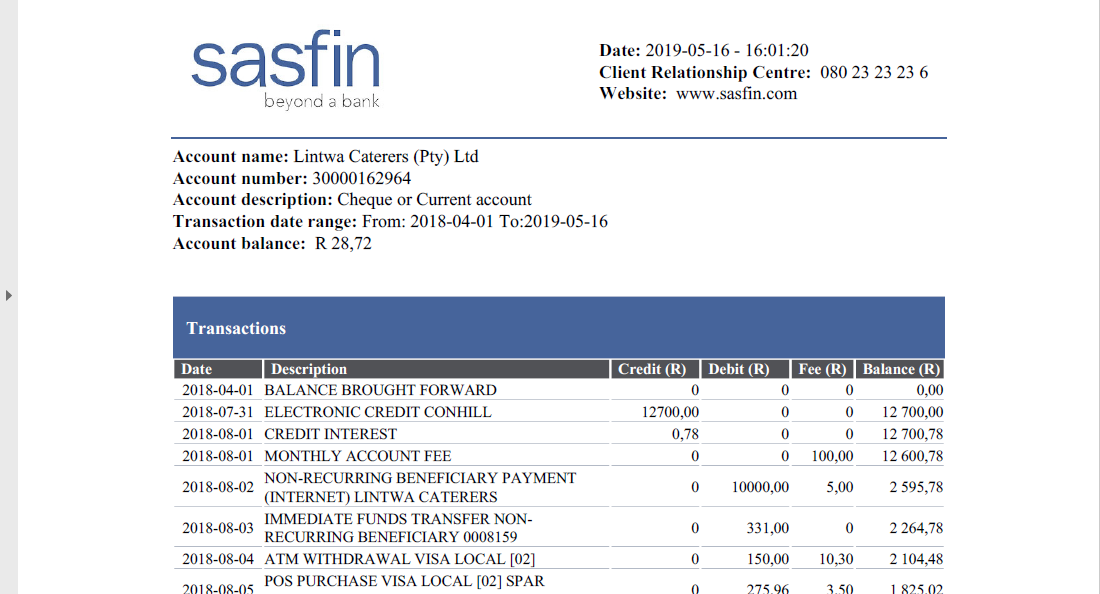 sasfin
beyond a bank
Date: 2019-05-16 - 16:01:20
Client Relationship Centre: 080 23 23 23 6
Website: www.sasfin.com
Account name: Lintwa Caterers (Pty) Ltd
Account number: 30000162964
Account description: Cheque or Current account
Transaction date range: From: 2018-04-01 To:2019-05-16
Account balance: R 28,72
Transactions
Date Description Credit (R) Debit (R) Fee (R) Balance (R)
2018-04-01 BALANCE BROUGHT FORWARD 0 0 0 0,00
2018-07-31 ELECTRONIC CREDIT CONHILL 12700,00 0 0 12 700,00
2018-08-01 CREDIT INTEREST 0,78 0 0 12 700,78
2018-08-01 MONTHLY ACCOUNT FEE 0 0 100,00 12 600,78
NON-RECURRING BENEFICIARY PAYMENT
2018-08-02 (INTERNET) LINTWA CATERERS 0 10000,00 5,00 2 595,78
IMMEDIATE FUNDS TRANSFER NON-
2018-08-03 RECURRING BENEFICIARY 0008159 0 331,00 0 2 264,78
2018-08-04 ATM WITHDRAWAL VISA LOCAL [02] 0 150,00 10,30 2 104,48
POS PURCHASE VISA LOCAL [02] SPAR
2018-08-05 0 275,96 3,50 1 825,02